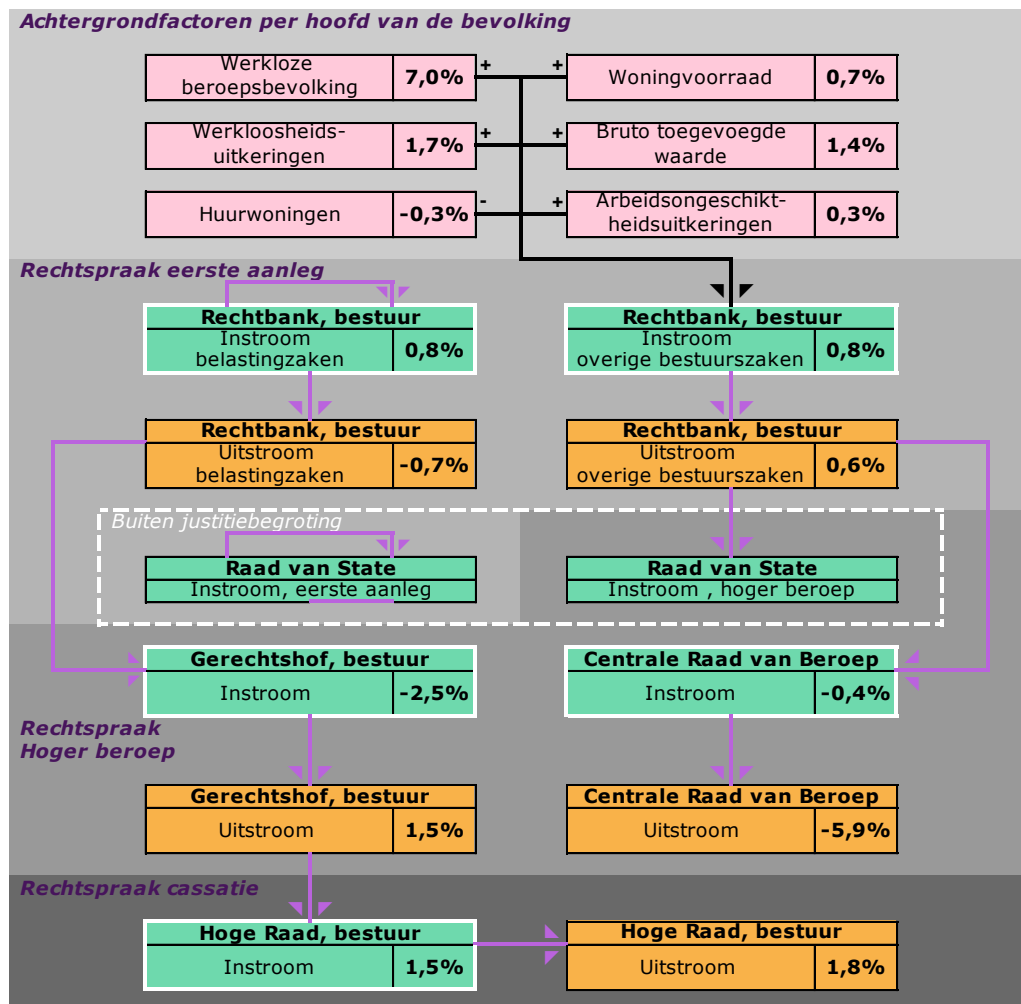 Achtergrondfactoren per hoofd van de bevolking
Werkloze
beroepsbevolking
7,0%
+
+
Woningvoorraad
0,7%
Werkloosheids-
uitkeringen
1,7%
+
+
Bruto toegevoegde
waarde
1,4%
Huurwoningen
-0,3%
-
+
Arbeidsongeschikt-
heidsuitkeringen
0,3%
Rechtspraak eerste aanleg
Rechtbank, bestuur
Instroom
belastingzaken
0,8%
Rechtbank, bestuur
Instroom
overige bestuurszaken
0,8%
Rechtbank, bestuur
Uitstroom
belastingzaken
-0,7%
Rechtbank, bestuur
Uitstroom
overige bestuurszaken
0,6%
Buiten justitiebegroting
Raad van State
Instroom, eerste aanleg
Raad van State
Instroom , hoger beroep
Gerechtshof, bestuur
Instroom
-2,5%
Centrale Raad van Beroep
Instroom
-0,4%
Rechtspraak
Hoger beroep
Gerechtshof, bestuur
Uitstroom
1,5%
Centrale Raad van Beroep
Uitstroom
-5,9%
Rechtspraak cassatie
Hoge Raad, bestuur
Instroom
1,5%
Hoge Raad, bestuur
Uitstroom
1,8%